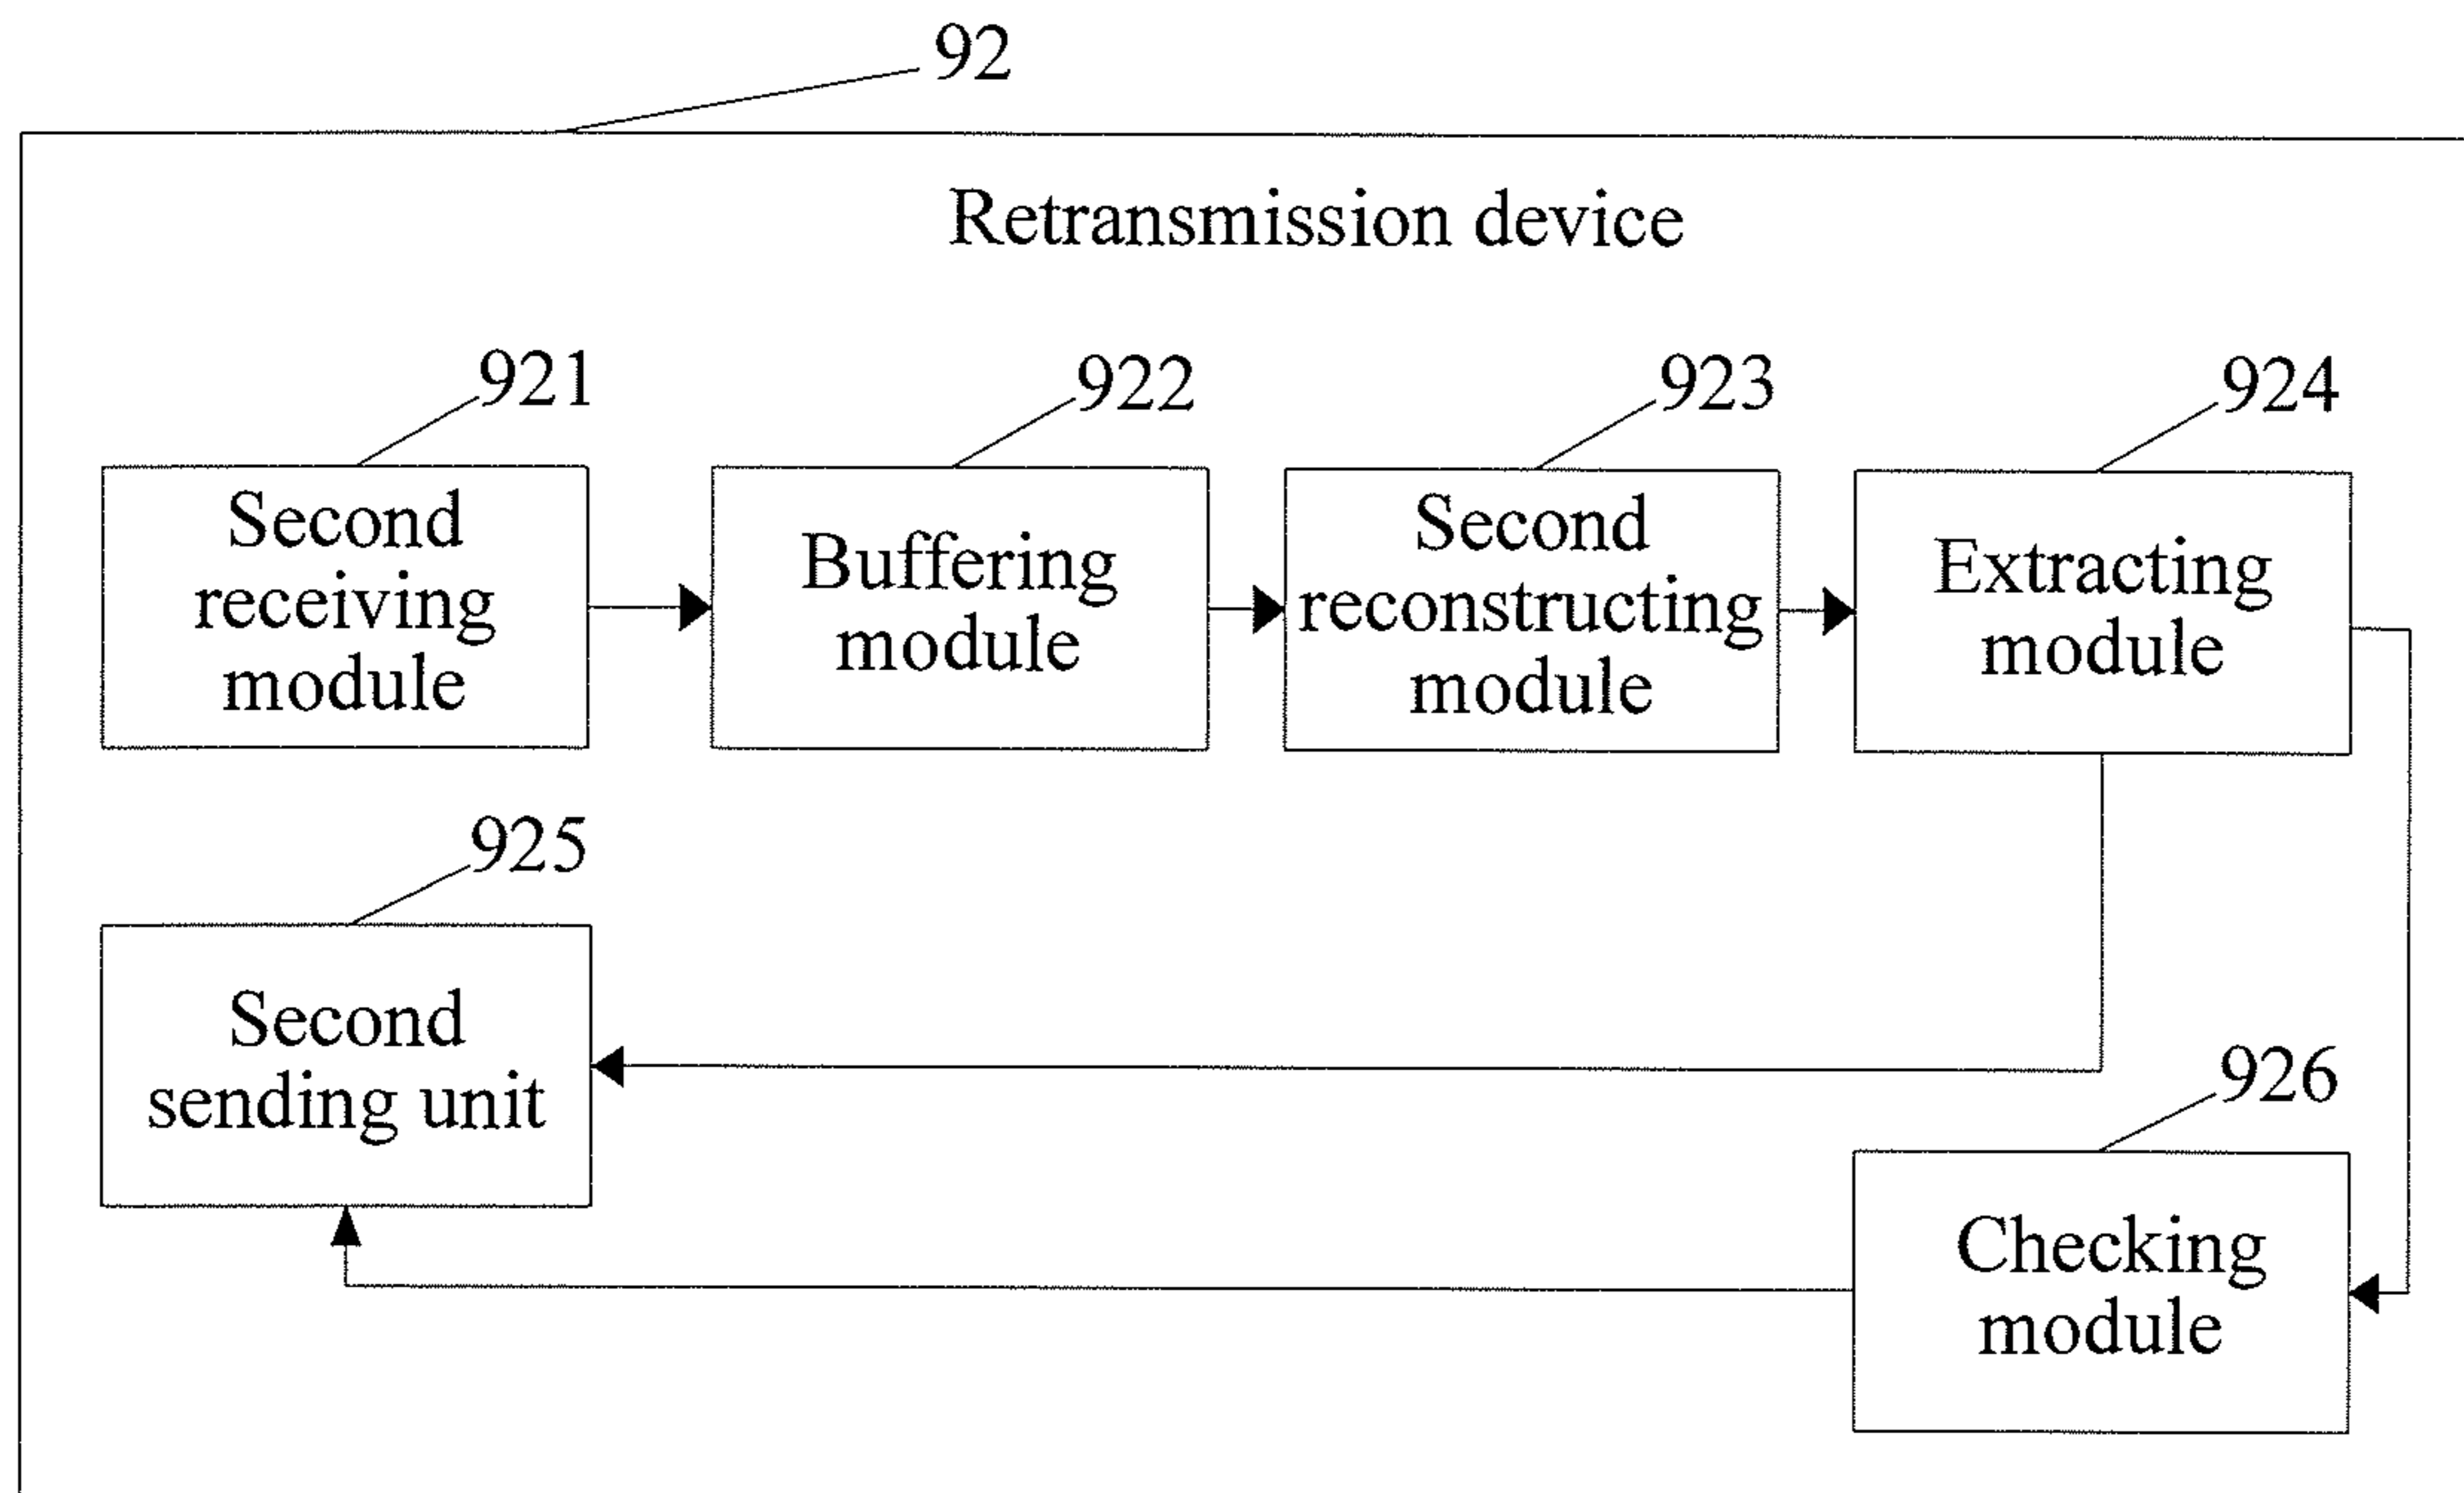 92
Retransmission device
921
922
923
924
Second
receiving
module
Buffering
module
Second
reconstructing
module
Extracting
module
925
Second
sending unit
926
Checking
module